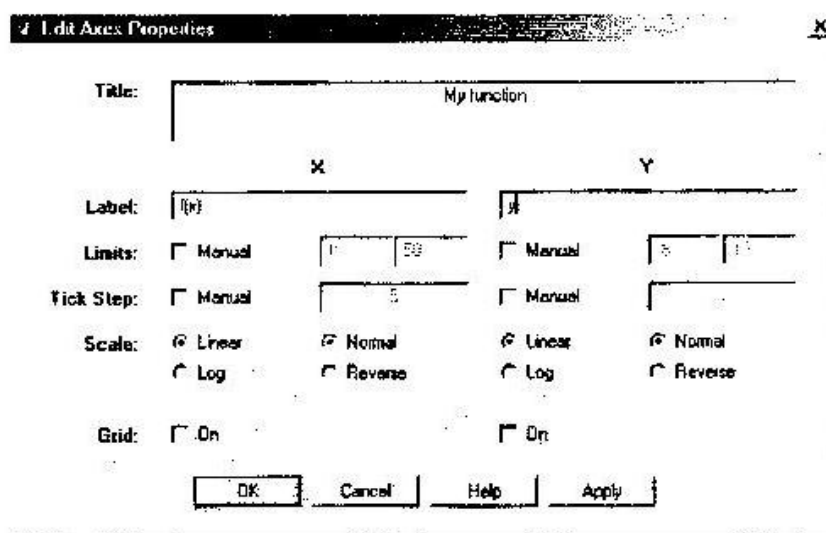 Edit Axes Properties
Title: My function
X Y
Label: f(x) y
Limits: Manual 50 Manual
Tick Step: Manual 5 Manual
Scale: Linear Normal Linear Normal
Log Reverse Log Reverse
Grid: On On
OK Cancel Help Apply